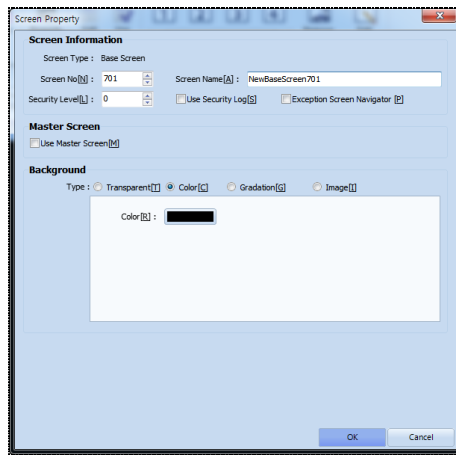 Screen Property
Screen Information
Screen Type : Base Screen
Screen No[N] : 701 Screen Name[A] : NewBaseScreen701
Security Level[L] : 0 Use Security Log[S] Exception Screen Navigator [P]
Master Screen
Use Master Screen[M]
Background
Type : Transparent[T] Color[C] Gradation[G] Image[I]
Color[R] :
OK Cancel